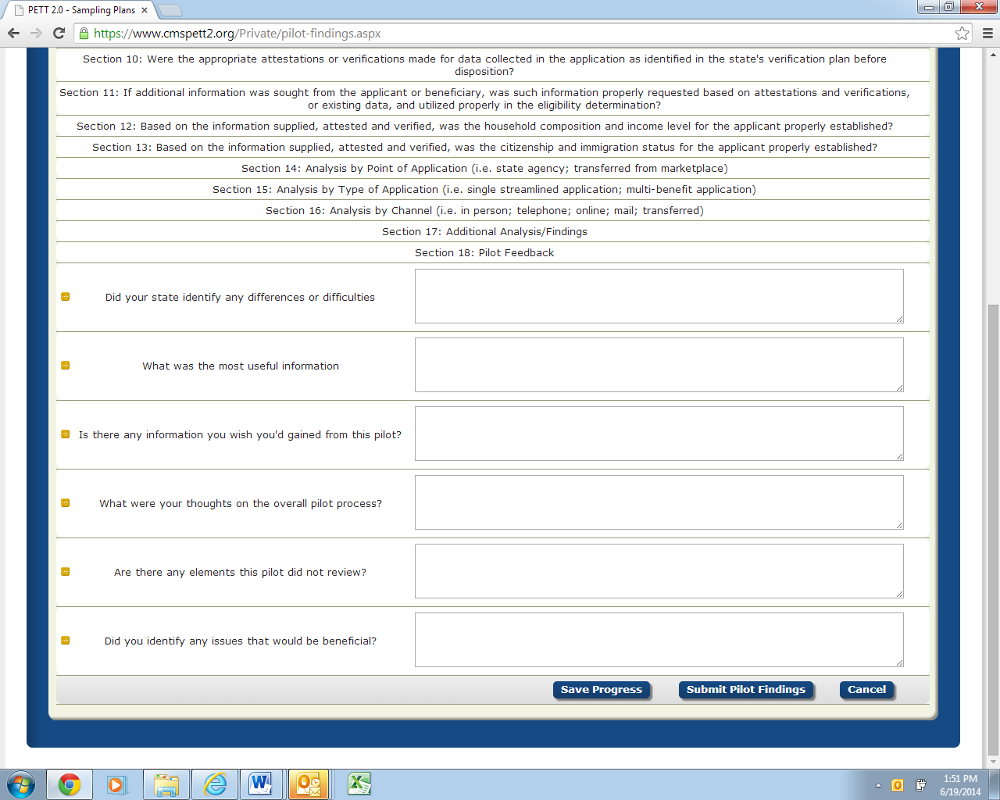 PETT 2.0 - Sampling Plans
https://www.cmspett2.org/Private/pilot-findings.aspx
Section 10: Were the appropriate attestations or verifications made for data collected in the application as identified in the state's verification plan before
disposition?
Section 11: If additional information was sought from the applicant or beneficiary, was such information properly requested based on attestations and verifications,
or existing data, and utilized properly in the eligibility determination?
Section 12: Based on the information supplied, attested and verified, was the household composition and income level for the applicant properly established?
Section 13: Based on the information supplied, attested and verified, was the citizenship and immigration status for the applicant properly established?
Section 14: Analysis by Point of Application (i.e. state agency; transferred from marketplace)
Section 15: Analysis by Type of Application (i.e. single streamlined application; multi-benefit application)
Section 16: Analysis by Channel (i.e. in person; telephone; online; mail; transferred)
Section 17: Additional Analysis/Findings
Section 18: Pilot Feedback
Did your state identify any differences or difficulties
What was the most useful information
Is there any information you wish you'd gained from this pilot?
What were your thoughts on the overall pilot process?
Are there any elements this pilot did not review?
Did you identify any issues that would be beneficial?
Save Progress Submit Pilot Findings Cancel
1:51 PM
6/19/2014